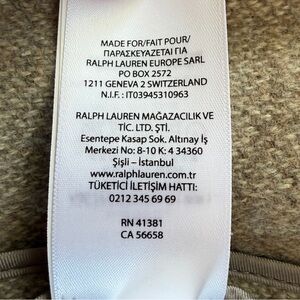 MADE FOR/FAIT POUR/
ΠΑΡΑΣΚΕΥΑΖΕΤΑΙ ΓΙΑ
RALPH LAUREN EUROPE SARL
PO BOX 2572
1211 GENEVA 2 SWITZERLAND
N.I.F. : IT03945310963
RALPH LAUREN MAĞAZACILIK VE
TİC. LTD. ŞTİ.
Esentepe Kasap Sok. Altınay İş
Merkezi No: 8-10 K: 4 34360
Şişli – İstanbul
www.ralphlauren.com.tr
TÜKETİCİ İLETİŞİM HATTI:
0212 345 69 69
RN 41381
CA 56658